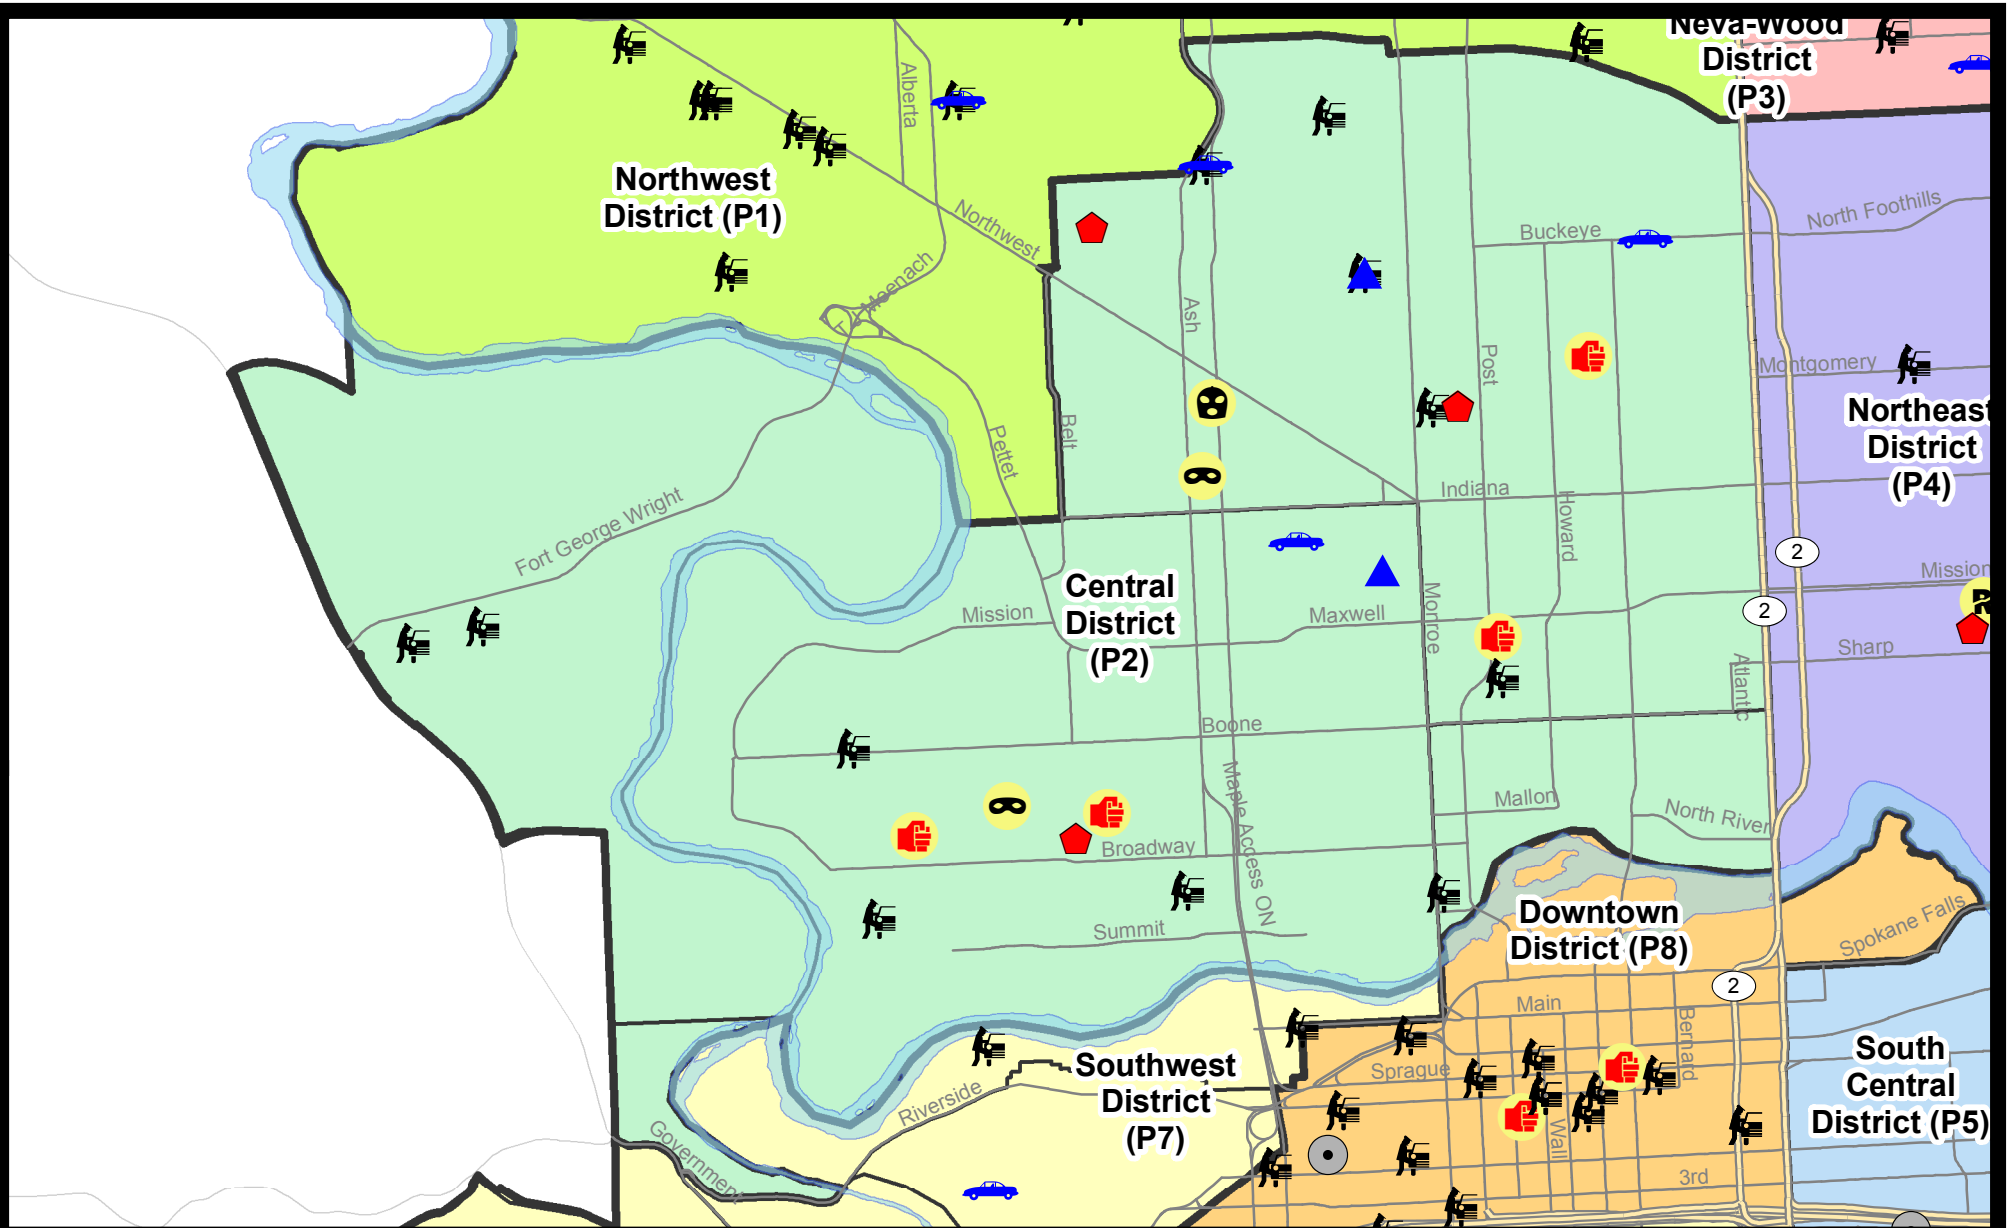 Neva-Wood
District
(P3)
Alberta
Northwest
District (P1)
Northwest
North Foothills
Buckeye
T J Meenach
Ash
Post
Montgomery
Northeast
District
(P4)
Belt
Pettet
Indiana
Howard
Fort George Wright
2
Mission
Central
District
(P2)
Mission
Maxwell
Monroe
2
Sharp
Atlantic
Boone
Maple Access ON
Mallon
North River
Broadway
Summit
Downtown
District (P8)
Spokane Falls
2
Main
Bernard
Southwest
District
(P7)
Sprague
South
Central
District (P5)
Riverside
Government
Wall
3rd